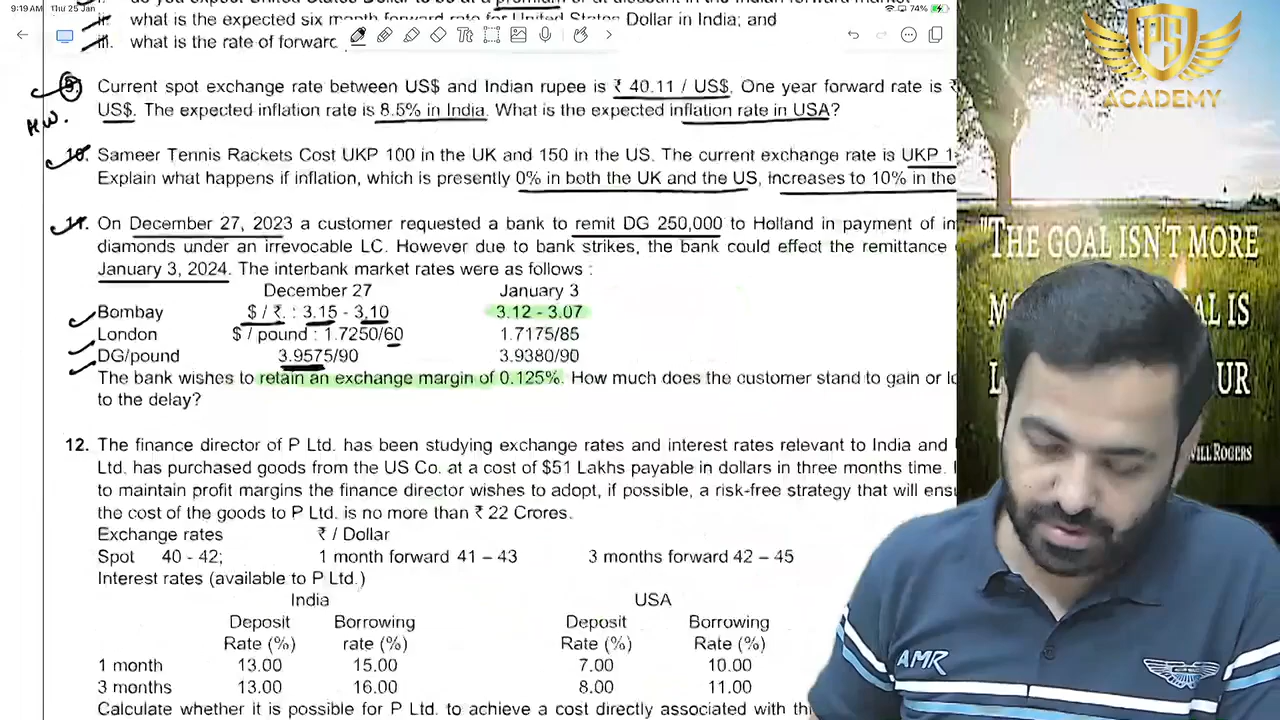 9:19 AM Thu 25 Jan
74%
what is the expected six month forward rate for United States Dollar in India; and
iii. what is the rate of forward
9. Current spot exchange rate between US$ and Indian rupee is ₹ 40.11 / US$. One year forward rate is ₹
H.W.
US$. The expected inflation rate is 8.5% in India. What is the expected inflation rate in USA?
10. Sameer Tennis Rackets Cost UKP 100 in the UK and 150 in the US. The current exchange rate is UKP 1
Explain what happens if inflation, which is presently 0% in both the UK and the US, increases to 10% in the
11. On December 27, 2023 a customer requested a bank to remit DG 250,000 to Holland in payment of
diamonds under an irrevocable LC. However due to bank strikes, the bank could effect the remittance
January 3, 2024. The interbank market rates were as follows :
December 27 January 3
Bombay $ / ₹. : 3.15 - 3.10 3.12 - 3.07
London $ / pound : 1.7250/60 1.7175/85
DG/pound 3.9575/90 3.9380/90
The bank wishes to retain an exchange margin of 0.125%. How much does the customer stand to gain or
to the delay?
12. The finance director of P Ltd. has been studying exchange rates and interest rates relevant to India and
Ltd. has purchased goods from the US Co. at a cost of $51 Lakhs payable in dollars in three months time.
to maintain profit margins the finance director wishes to adopt, if possible, a risk-free strategy that will
the cost of the goods to P Ltd. is no more than ₹ 22 Crores.
Exchange rates ₹ / Dollar
Spot 40 - 42; 1 month forward 41 – 43 3 months forward 42 – 45
Interest rates (available to P Ltd.)
India USA
Deposit Borrowing Deposit Borrowing
Rate (%) rate (%) Rate (%) Rate (%)
1 month 13.00 15.00 7.00 10.00
3 months 13.00 16.00 8.00 11.00
Calculate whether it is possible for P Ltd. to achieve a cost directly associated with
PS
ACADEMY
"THE GOAL ISN'T MORE
WILL ROGERS
AMR